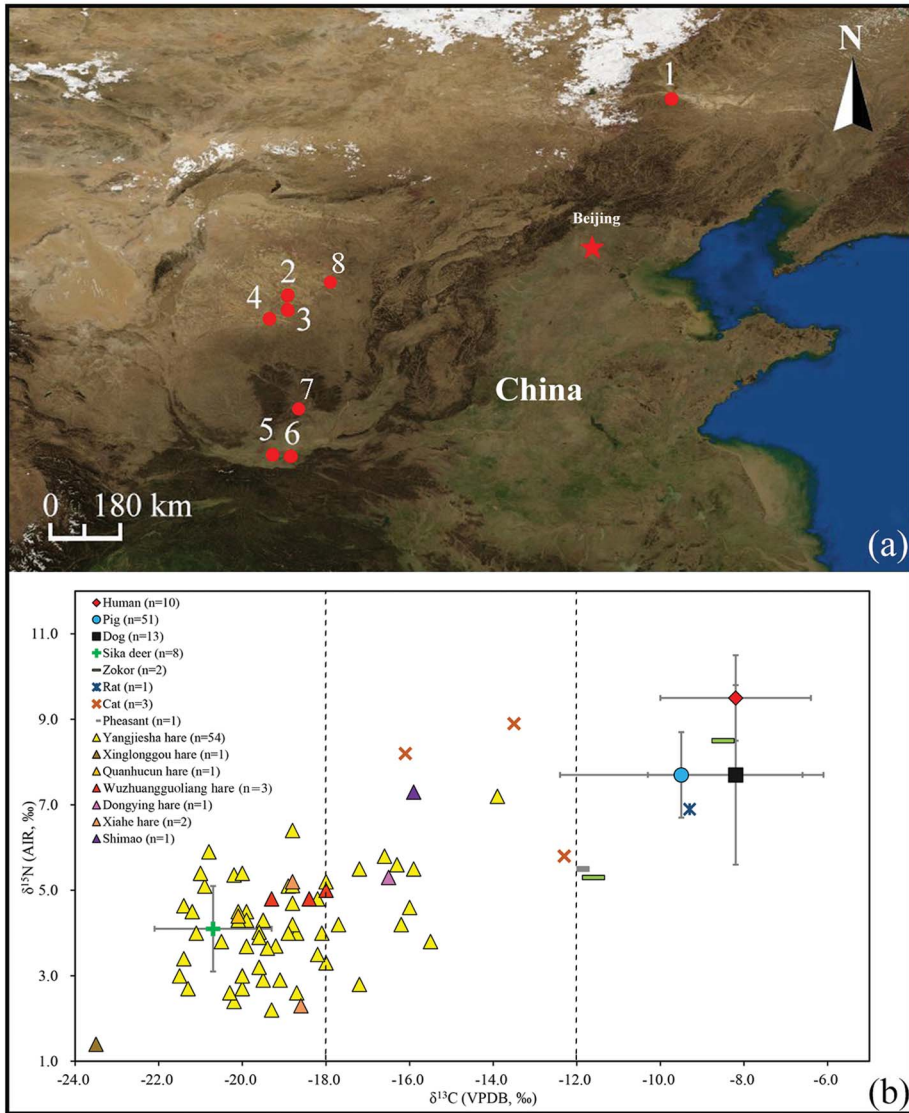 N
1
Beijing
2
8
4
3
China
7
5
6
0 180 km
(a)
Human (n=10)
Pig (n=51)
Dog (n=13)
Sika deer (n=8)
Zokor (n=2)
Rat (n=1)
Cat (n=3)
Pheasant (n=1)
Yangjiesha hare (n=54)
Xinglonggou hare (n=1)
Quanhucun hare (n=1)
Wuzhuangguoliang hare (n=3)
Dongying hare (n=1)
Xiahe hare (n=2)
Shimao (n=1)
11.0
9.0
7.0
5.0
3.0
1.0
δ¹⁵N (AIR, ‰)
-24.0 -22.0 -20.0 -18.0 -16.0 -14.0 -12.0 -10.0 -8.0 -6.0
δ¹³C (VPDB, ‰)
(b)